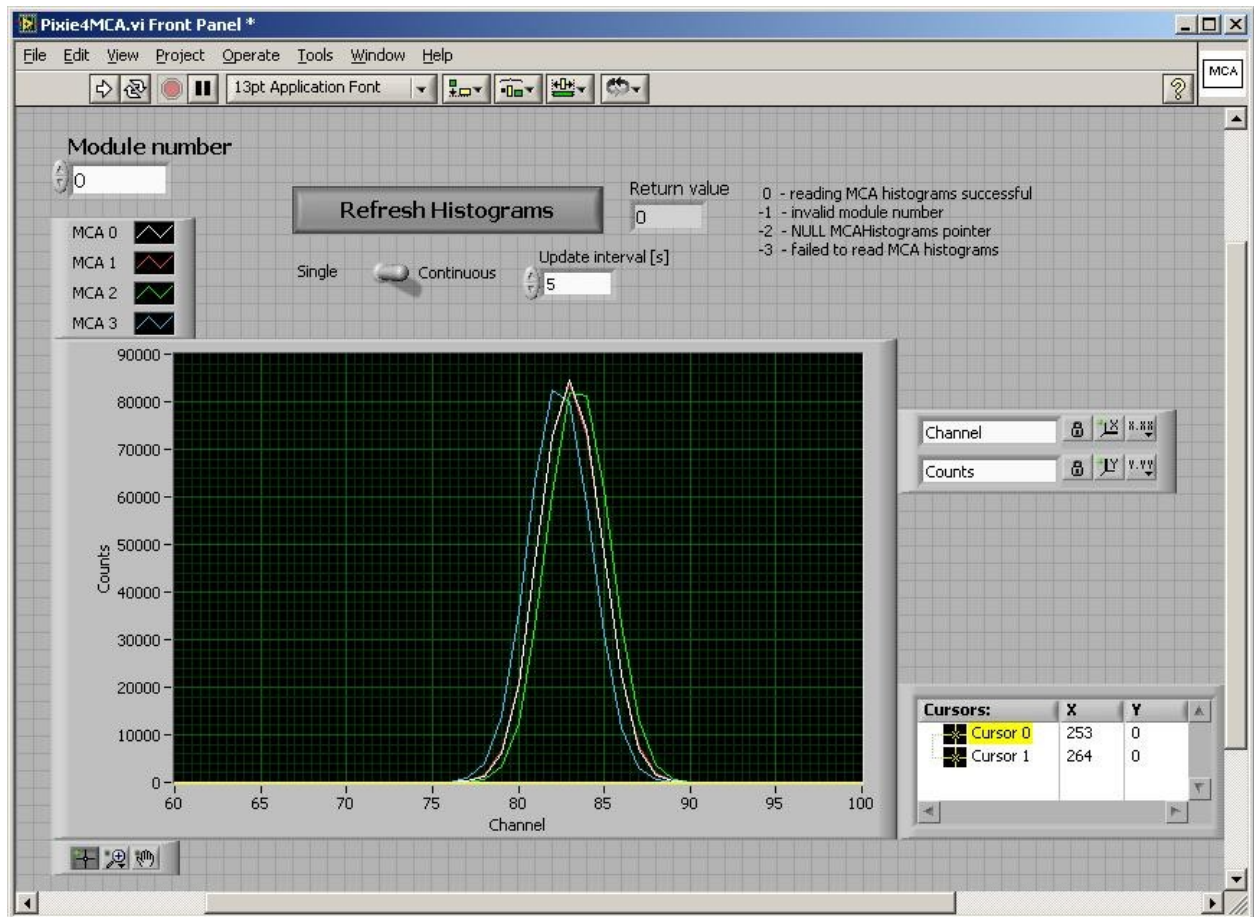 Pixie4MCA.vi Front Panel *
File Edit View Project Operate Tools Window Help
13pt Application Font
?
MCA
Module number
0
Refresh Histograms
Return value
0
0 - reading MCA histograms successful
-1 - invalid module number
-2 - NULL MCAHistograms pointer
-3 - failed to read MCA histograms
MCA 0
MCA 1
MCA 2
MCA 3
Single
Continuous
Update interval [s]
5
90000
80000
70000
60000
50000
40000
30000
20000
10000
0
Counts
60 65 70 75 80 85 90 95 100
Channel
Channel X X.XX
Counts Y Y.YY
Cursors: X Y
Cursor 0 253 0
Cursor 1 264 0